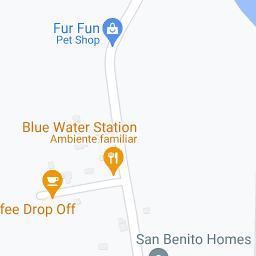 Fur Fun
Pet Shop
Blue Water Station
Ambiente familiar
fee Drop Off
San Benito Homes